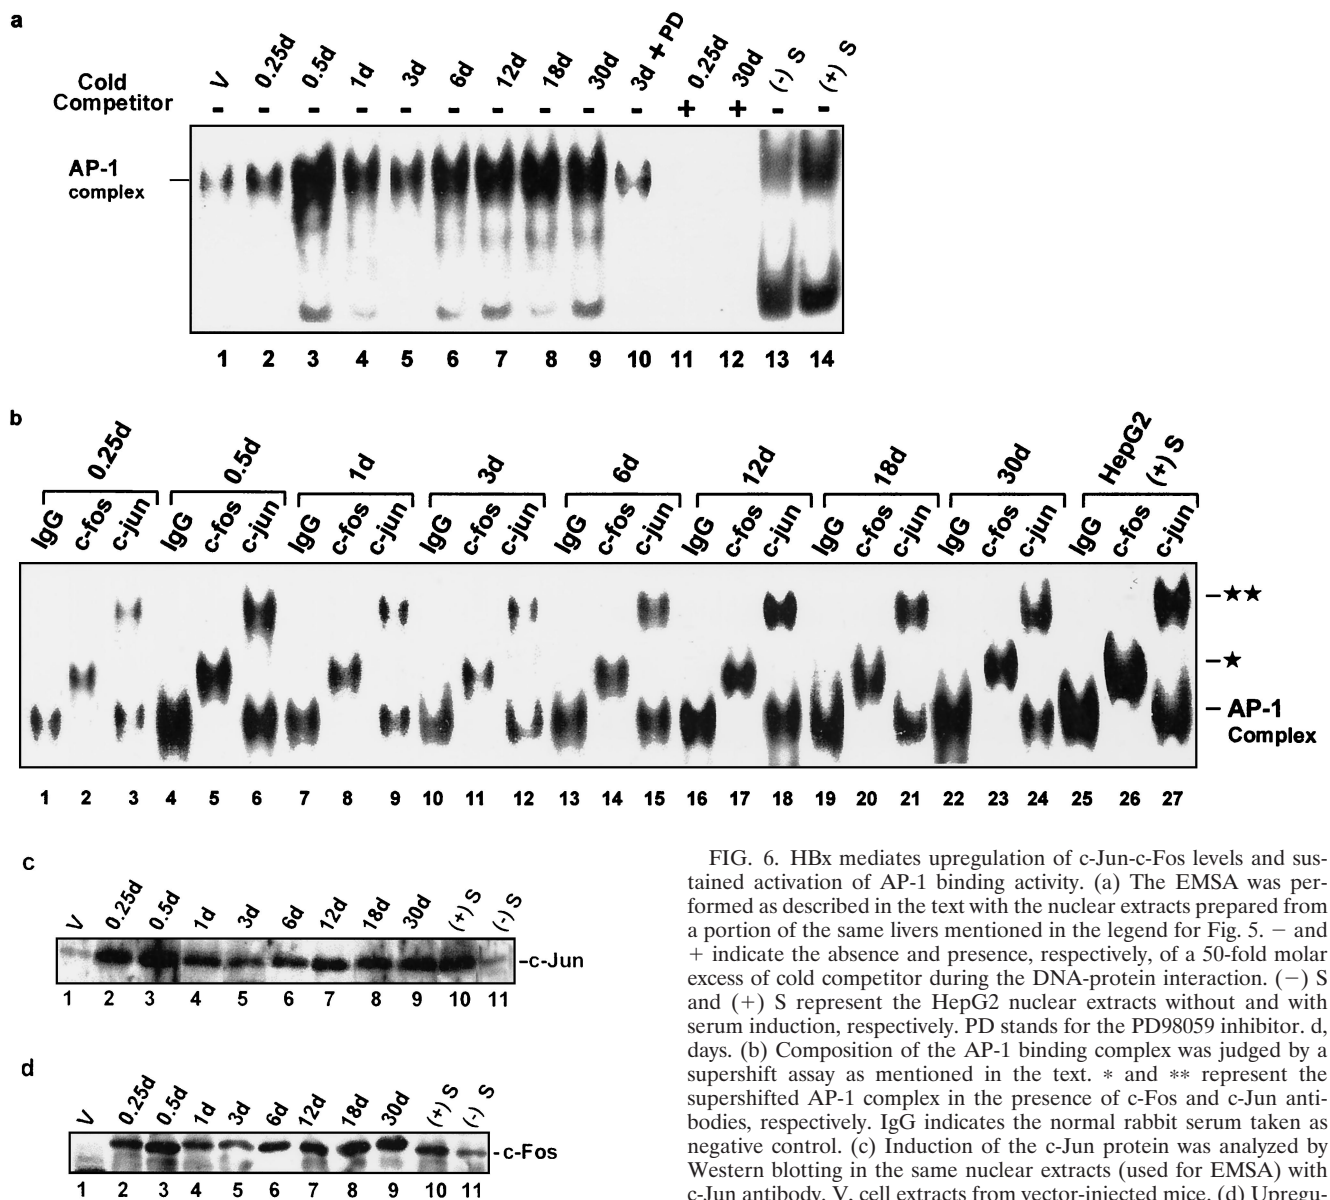 a
Cold
Competitor
V 0.25d 0.5d 1d 3d 6d 12d 18d 30d 3d + PD 0.25d 30d (-) S (+) S
- - - - - - - - - - + + - -
AP-1
complex
1 2 3 4 5 6 7 8 9 10 11 12 13 14
b
0.25d 0.5d 1d 3d 6d 12d 18d 30d HepG2 (+) S
IgG c-fos c-jun IgG c-fos c-jun IgG c-fos c-jun IgG c-fos c-jun IgG c-fos c-jun IgG c-fos c-jun IgG c-fos c-jun IgG c-fos c-jun IgG c-fos c-jun
-★★
-★
- AP-1
Complex
1 2 3 4 5 6 7 8 9 10 11 12 13 14 15 16 17 18 19 20 21 22 23 24 25 26 27
c
V 0.25d 0.5d 1d 3d 6d 12d 18d 30d (+) S (-) S
-c-Jun
1 2 3 4 5 6 7 8 9 10 11
d
V 0.25d 0.5d 1d 3d 6d 12d 18d 30d (+) S (-) S
-c-Fos
1 2 3 4 5 6 7 8 9 10 11
FIG. 6. HBx mediates upregulation of c-Jun-c-Fos levels and sus-
tained activation of AP-1 binding activity. (a) The EMSA was per-
formed as described in the text with the nuclear extracts prepared from
a portion of the same livers mentioned in the legend for Fig. 5. − and
+ indicate the absence and presence, respectively, of a 50-fold molar
excess of cold competitor during the DNA-protein interaction. (−) S
and (+) S represent the HepG2 nuclear extracts without and with
serum induction, respectively. PD stands for the PD98059 inhibitor. d,
days. (b) Composition of the AP-1 binding complex was judged by a
supershift assay as mentioned in the text. * and ** represent the
supershifted AP-1 complex in the presence of c-Fos and c-Jun anti-
bodies, respectively. IgG indicates the normal rabbit serum taken as
negative control. (c) Induction of the c-Jun protein was analyzed by
Western blotting in the same nuclear extracts (used for EMSA) with
c-Jun antibody. V, cell extracts from vector-injected mice. (d) Upregu-